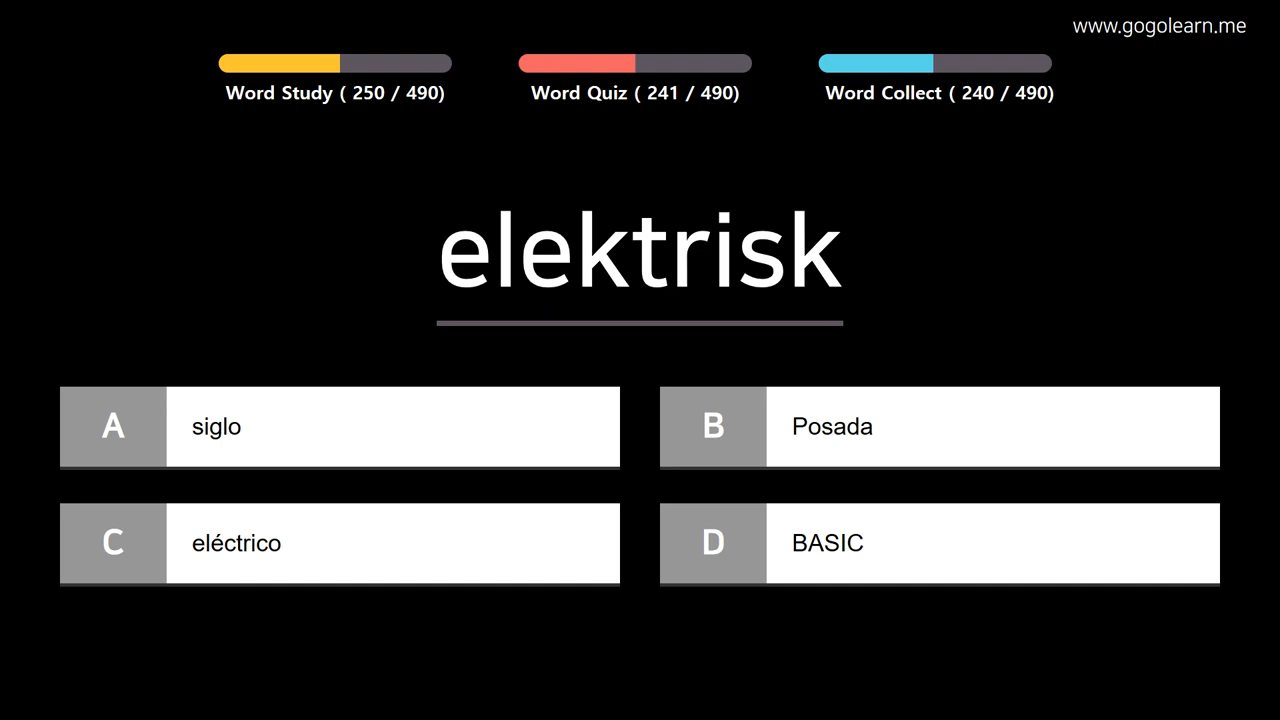 www.gogolearn.me
Word Study ( 250 / 490)
Word Quiz ( 241 / 490)
Word Collect ( 240 / 490)
elektrisk
A siglo
B Posada
C eléctrico
D BASIC